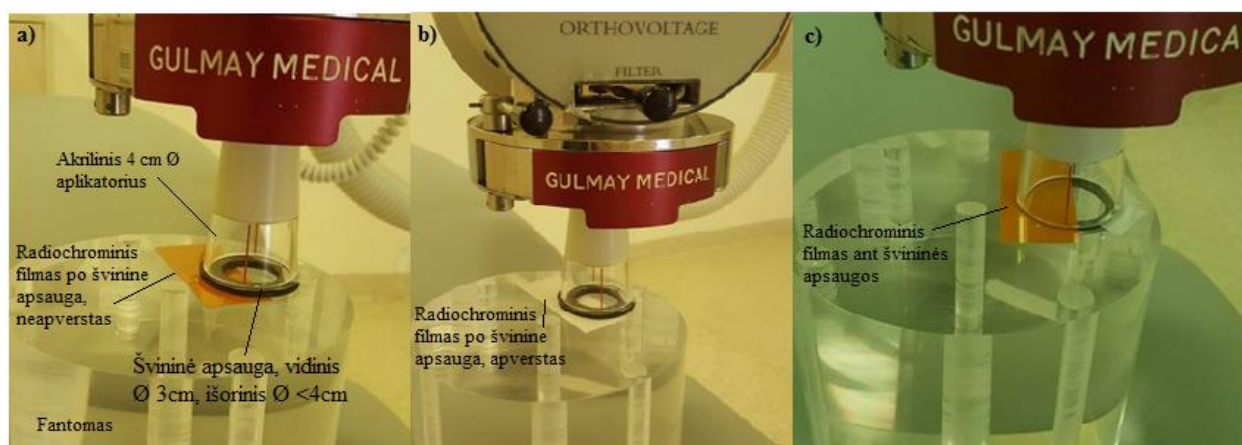 a)
GULMAY MEDICAL
Akrilinis 4 cm Ø
aplikatorius
Radiochrominis
filmas po švinine
apsauga,
neapverstas
Švininė apsauga, vidinis
Ø 3cm, išorinis Ø <4cm
Fantomas
b)
ORTHOVOLTAGE
FILTER
GULMAY MEDICAL
Radiochrominis
filmas po švinine
apsauga, apverstas
c)
GULMAY MEDICA
Radiochrominis
filmas ant švininės
apsaugos